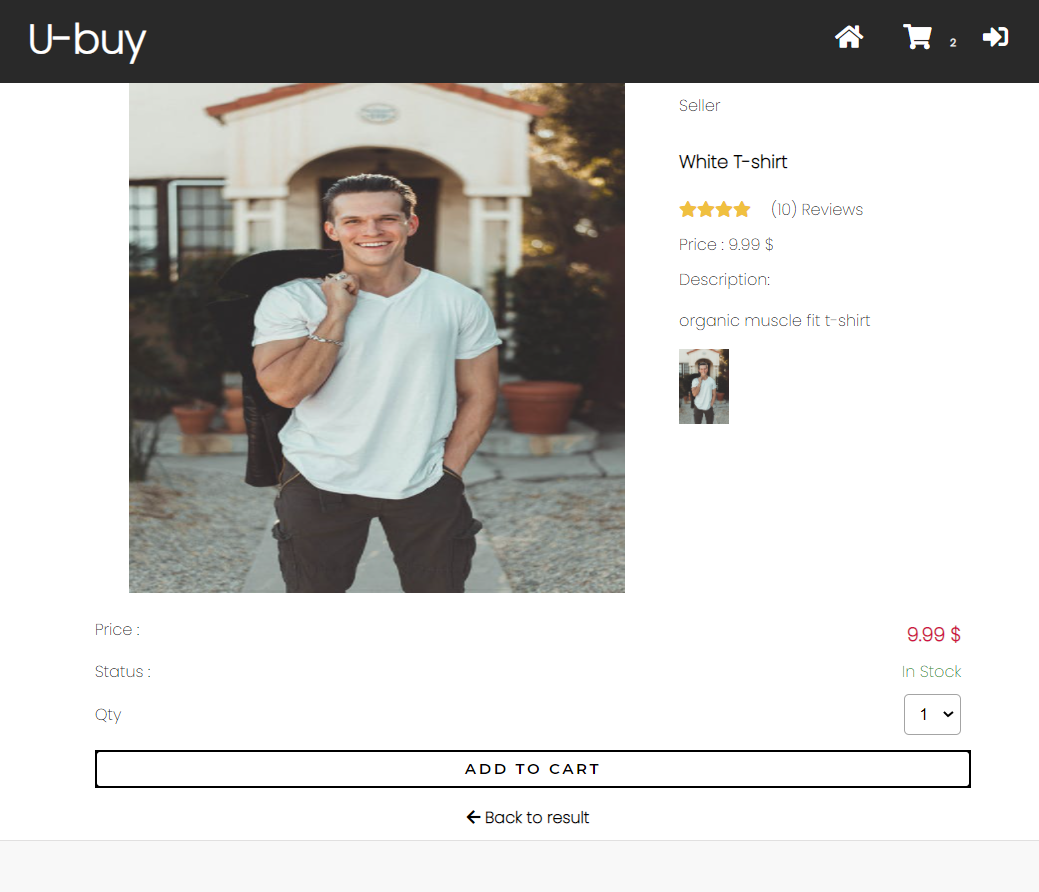 U-buy
2
Seller
White T-shirt
(10) Reviews
Price : 9.99 $
Description:
organic muscle fit t-shirt
Price :
9.99 $
Status :
In Stock
Qty
1
ADD TO CART
Back to result